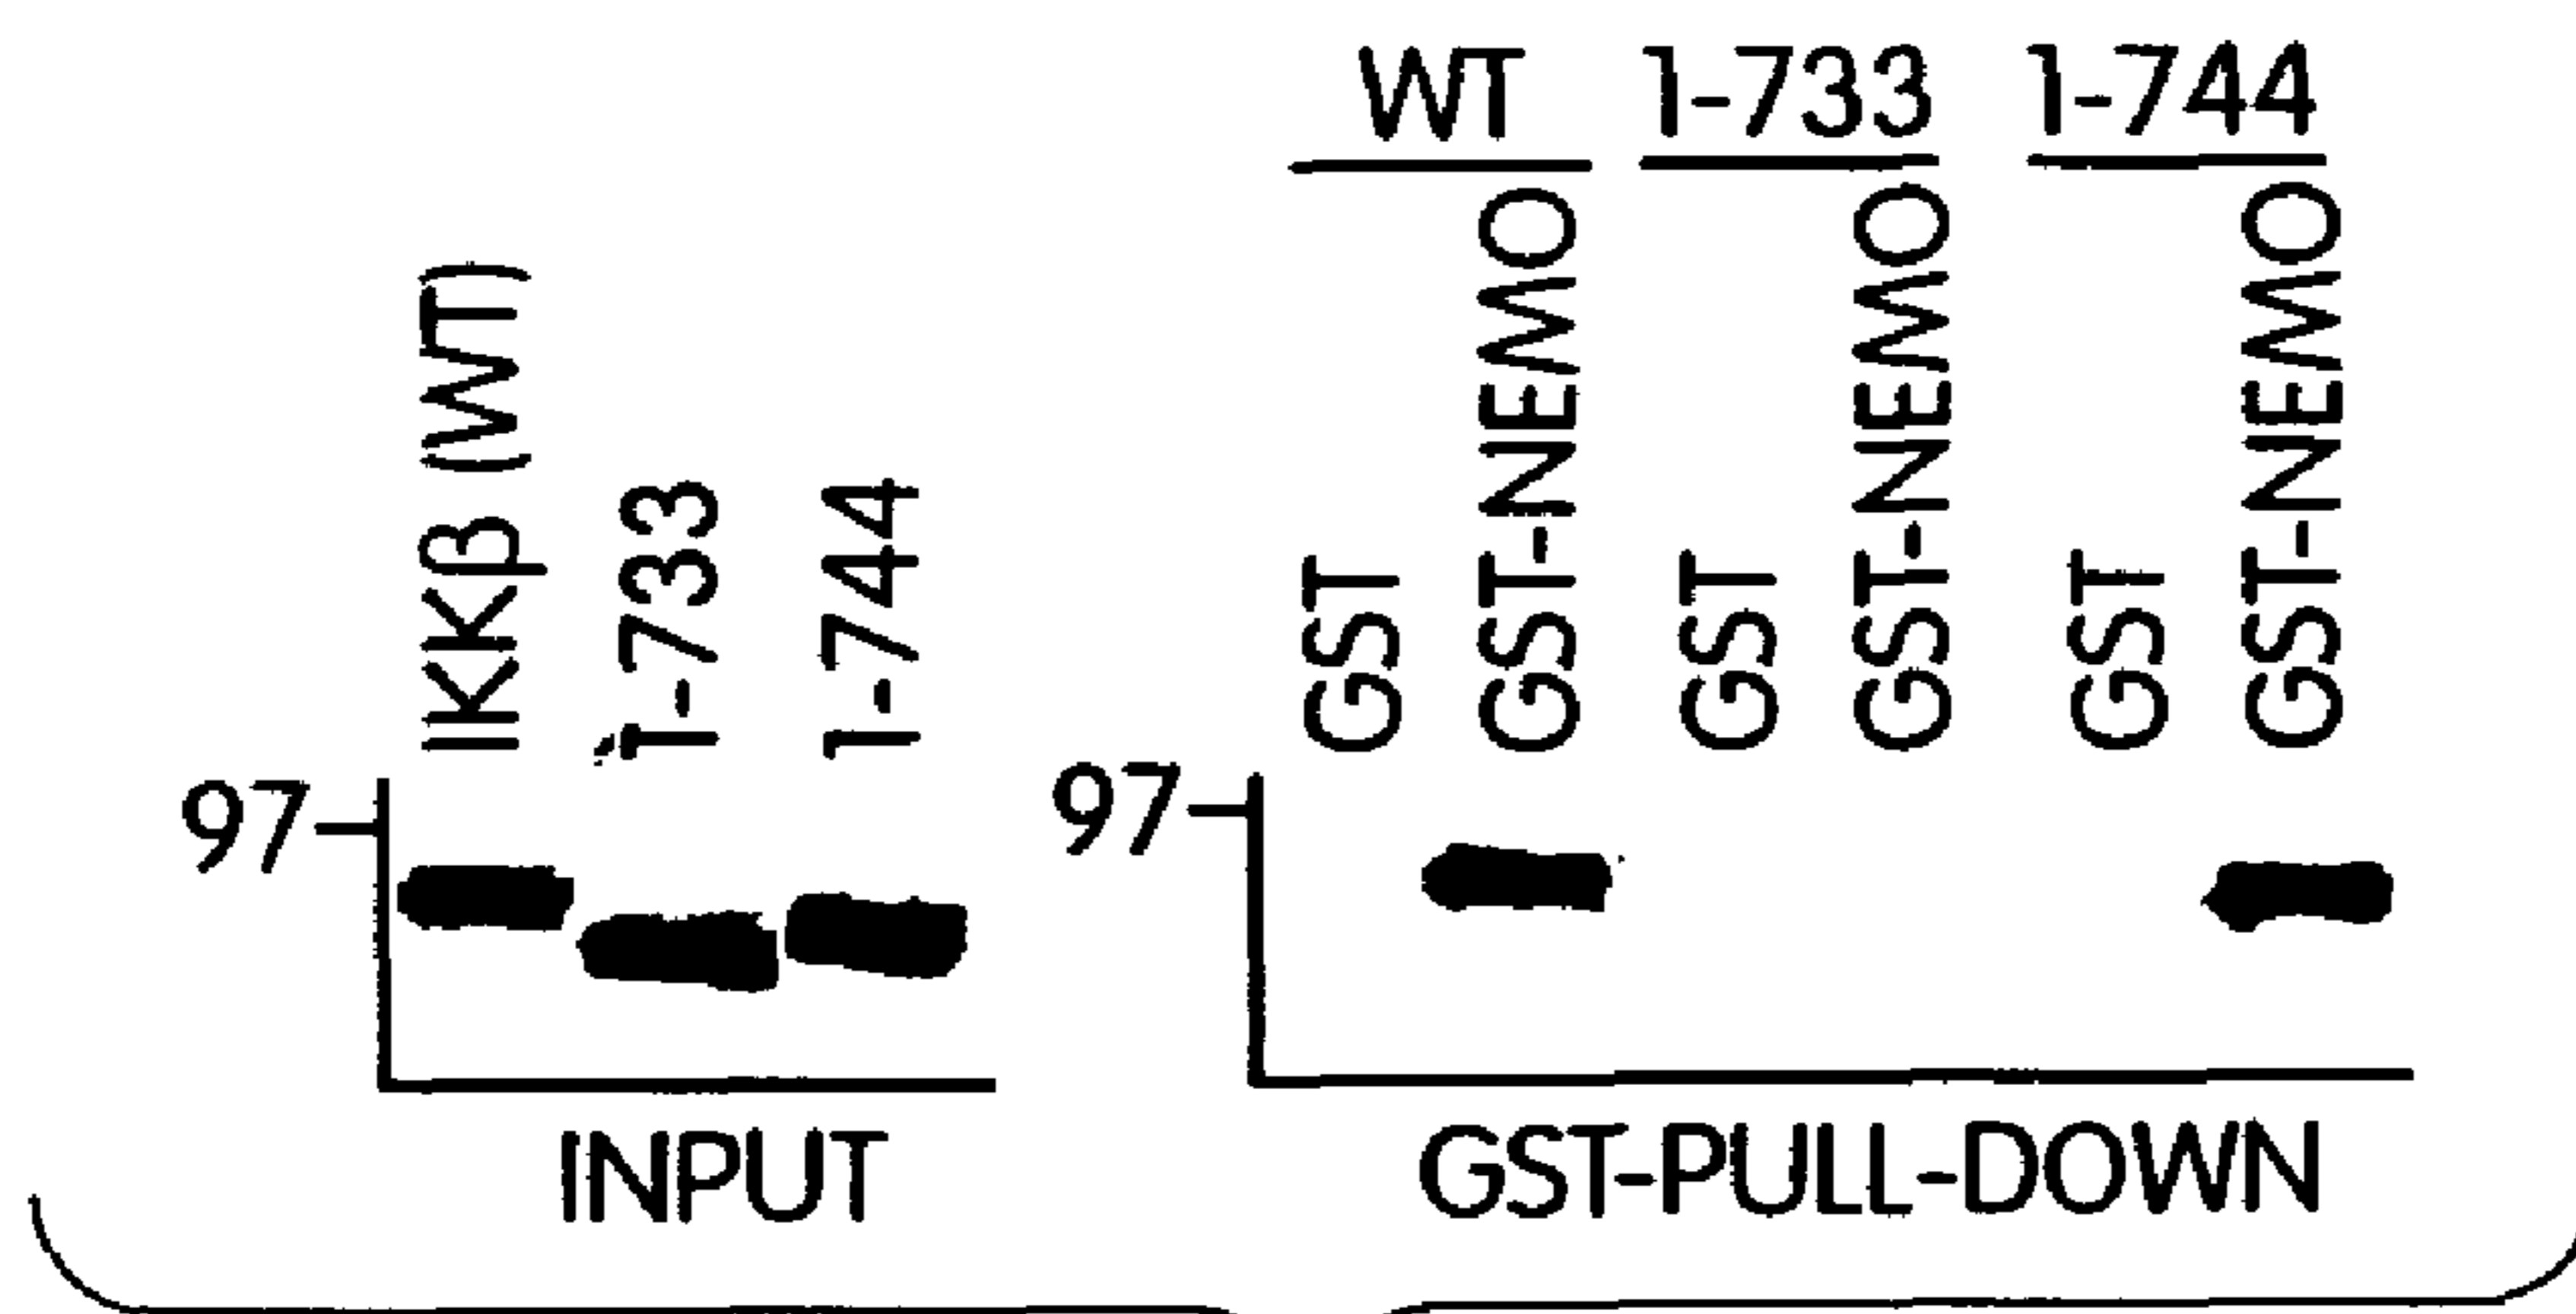 WT 1-733 1-744
IKKβ (WT) 1-733 1-744
GST GST-NEMO GST GST-NEMO GST GST-NEMO
97 97
INPUT GST-PULL-DOWN